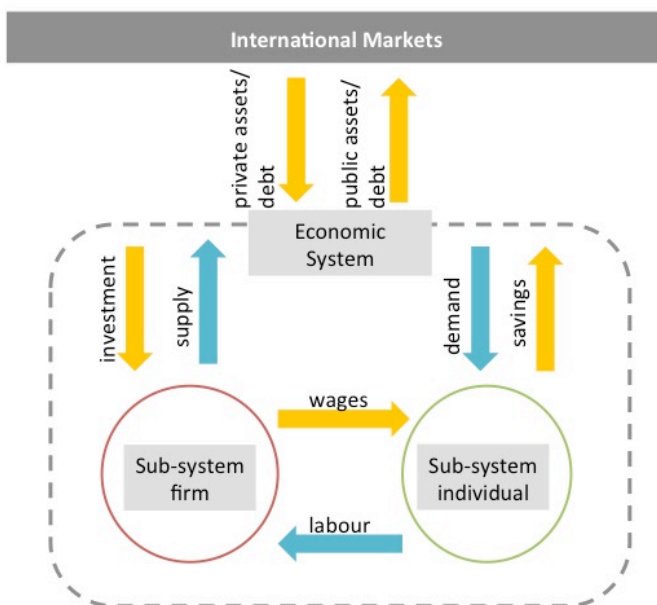 International Markets
private assets/
debt
public assets/
debt
Economic
System
investment
supply
demand
savings
wages
Sub-system
firm
Sub-system
individual
labour